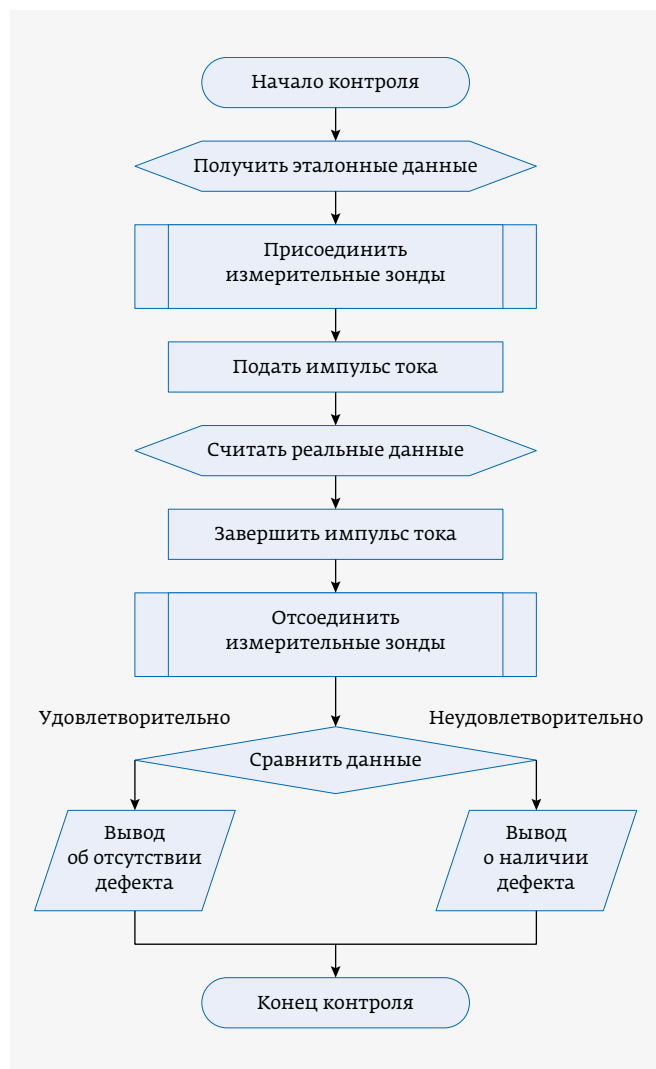 Начало контроля
Получить эталонные данные
Присоединить
измерительные зонды
Подать импульс тока
Считать реальные данные
Завершить импульс тока
Отсоединить
измерительные зонды
Удовлетворительно
Неудовлетворительно
Сравнить данные
Вывод
об отсутствии
дефекта
Вывод
о наличии
дефекта
Конец контроля